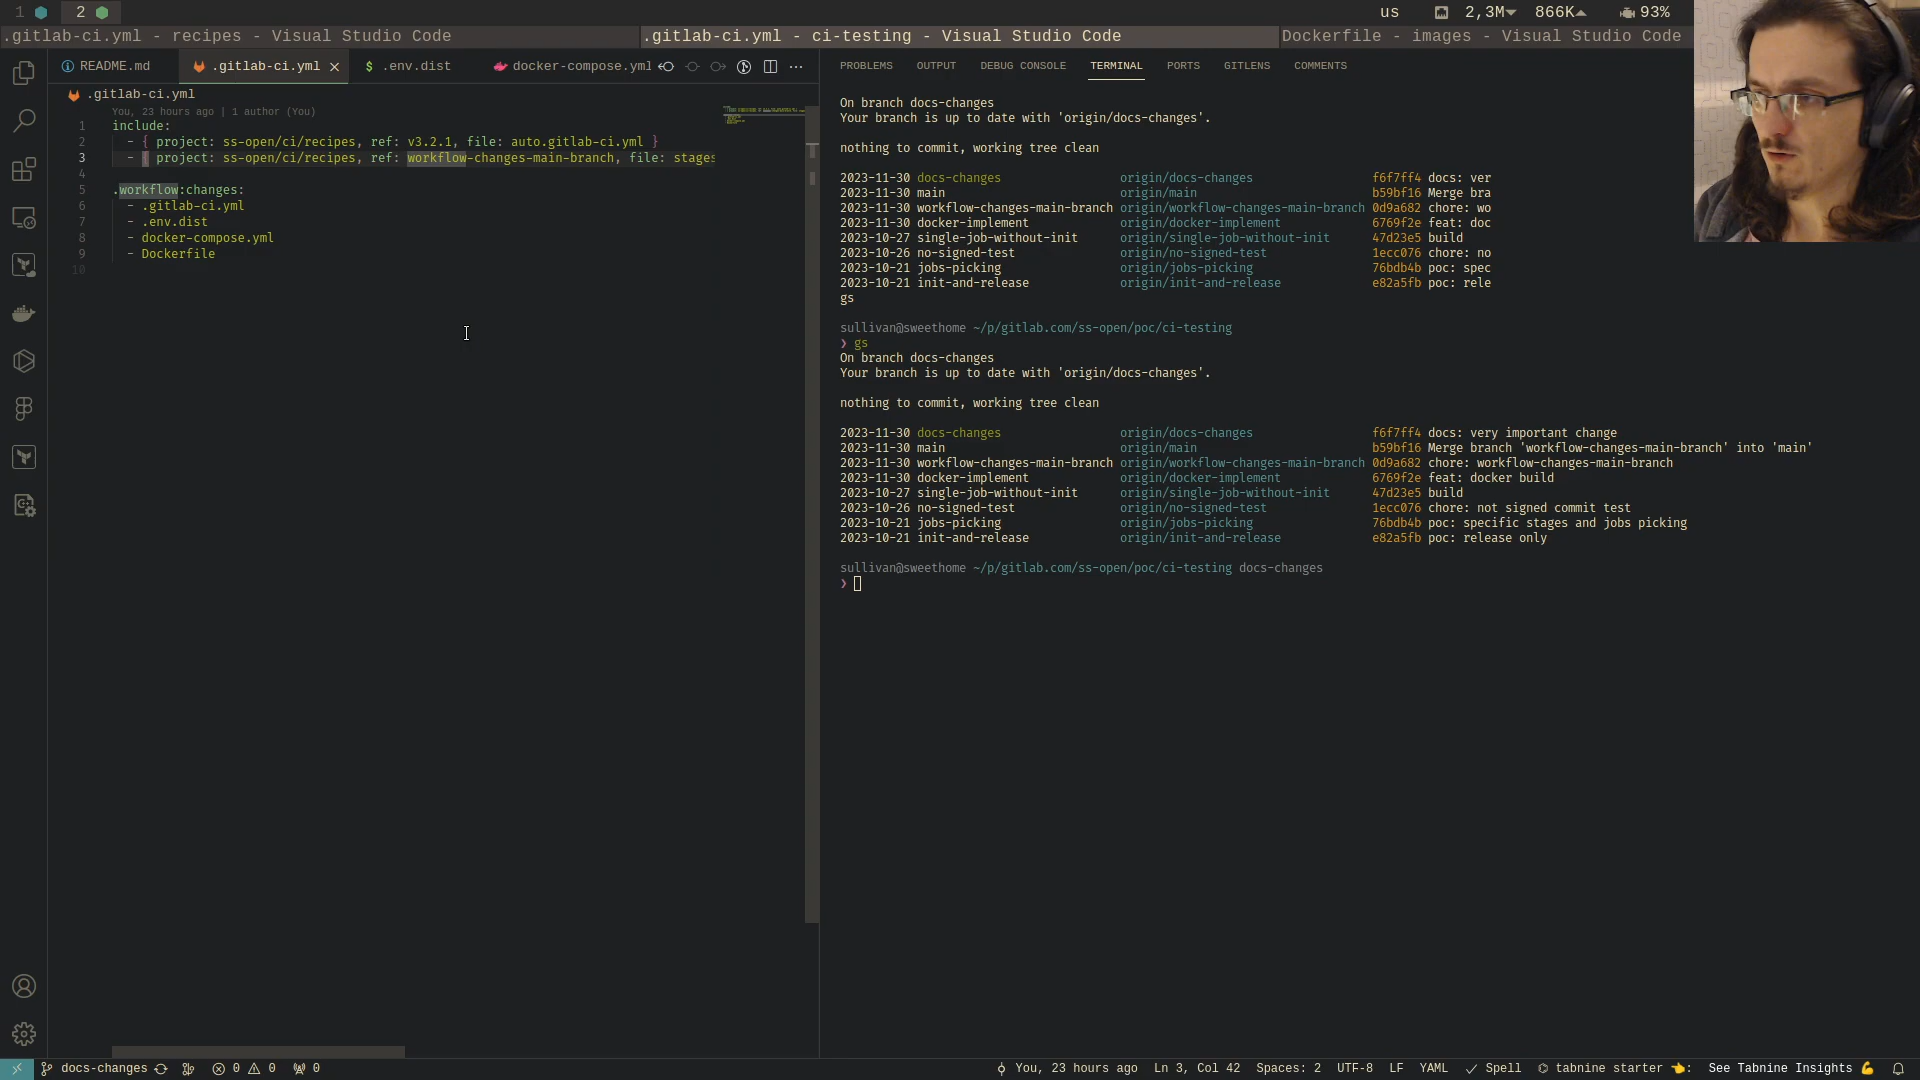 1 2 us 2,3M 866K 93%
.gitlab-ci.yml - recipes - Visual Studio Code
.gitlab-ci.yml - ci-testing - Visual Studio Code
Dockerfile - images - Visual Studio Code
README.md .gitlab-ci.yml $ .env.dist docker-compose.yml
.gitlab-ci.yml
You, 23 hours ago | 1 author (You)
1 include:
2 - { project: ss-open/ci/recipes, ref: v3.2.1, file: auto.gitlab-ci.yml }
3 - { project: ss-open/ci/recipes, ref: workflow-changes-main-branch, file: stages
4
5 .workflow:changes:
6 - .gitlab-ci.yml
7 - .env.dist
8 - docker-compose.yml
9 - Dockerfile
10
PROBLEMS OUTPUT DEBUG CONSOLE TERMINAL PORTS GITLENS COMMENTS
On branch docs-changes
Your branch is up to date with 'origin/docs-changes'.
nothing to commit, working tree clean
2023-11-30 docs-changes origin/docs-changes f6f7ff4 docs: ver
2023-11-30 main origin/main b59bf16 Merge bra
2023-11-30 workflow-changes-main-branch origin/workflow-changes-main-branch 0d9a682 chore: wo
2023-11-30 docker-implement origin/docker-implement 6769f2e feat: doc
2023-10-27 single-job-without-init origin/single-job-without-init 47d23e5 build
2023-10-26 no-signed-test origin/no-signed-test 1ecc076 chore: no
2023-10-21 jobs-picking origin/jobs-picking 76bdb4b poc: spec
2023-10-21 init-and-release origin/init-and-release e82a5fb poc: rele
gs
sullivan@sweethome ~/p/gitlab.com/ss-open/poc/ci-testing
❯ gs
On branch docs-changes
Your branch is up to date with 'origin/docs-changes'.
nothing to commit, working tree clean
2023-11-30 docs-changes origin/docs-changes f6f7ff4 docs: very important change
2023-11-30 main origin/main b59bf16 Merge branch 'workflow-changes-main-branch' into 'main'
2023-11-30 workflow-changes-main-branch origin/workflow-changes-main-branch 0d9a682 chore: workflow-changes-main-branch
2023-11-30 docker-implement origin/docker-implement 6769f2e feat: docker build
2023-10-27 single-job-without-init origin/single-job-without-init 47d23e5 build
2023-10-26 no-signed-test origin/no-signed-test 1ecc076 chore: not signed commit test
2023-10-21 jobs-picking origin/jobs-picking 76bdb4b poc: specific stages and jobs picking
2023-10-21 init-and-release origin/init-and-release e82a5fb poc: release only
sullivan@sweethome ~/p/gitlab.com/ss-open/poc/ci-testing docs-changes
❯
docs-changes 0 0 0 You, 23 hours ago Ln 3, Col 42 Spaces: 2 UTF-8 LF YAML Spell tabnine starter 👈: See Tabnine Insights 💪